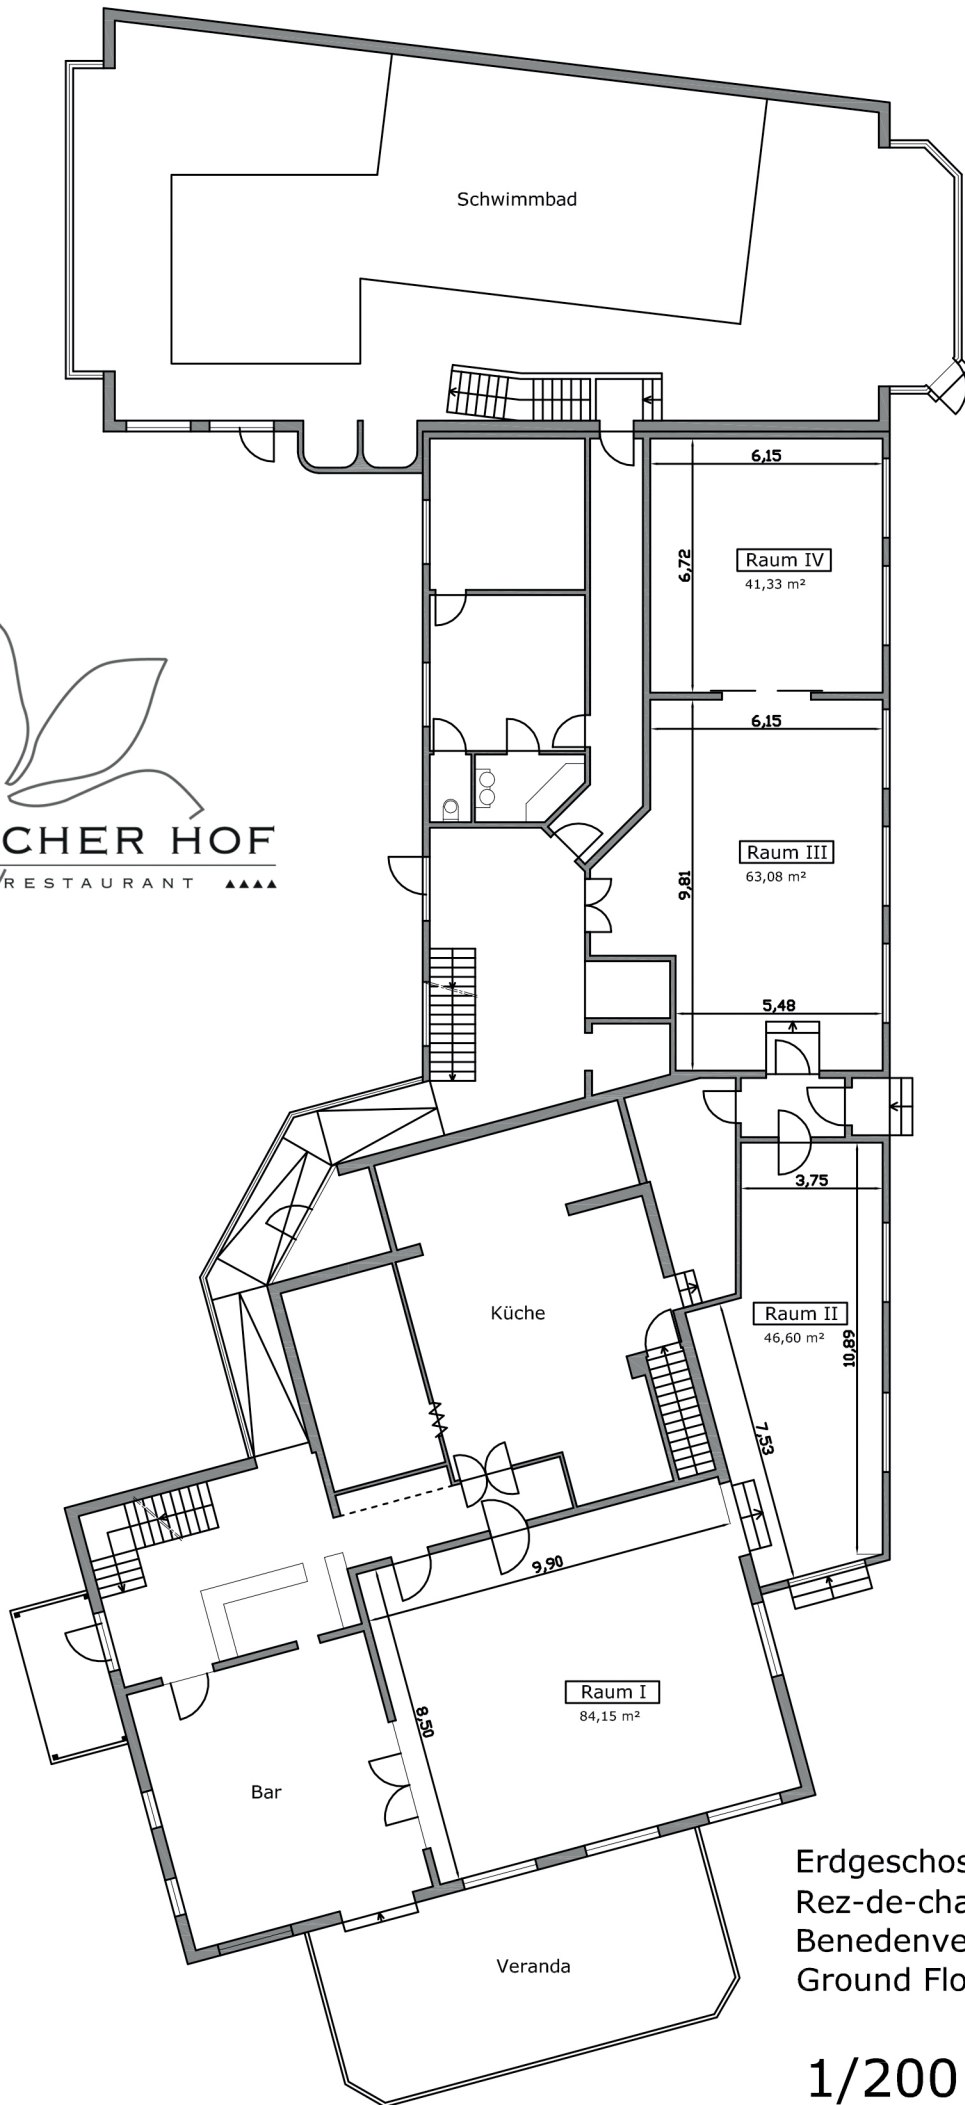 Schwimmbad
6,15
6,72
Raum IV
41,33 m²
6,15
CHER HOF
RESTAURANT
9,81
Raum III
63,08 m²
5,48
3,75
Küche
Raum II
46,60 m²
10,89
7,53
9,90
Raum I
84,15 m²
8,50
Bar
Veranda
Erdgeschos
Rez-de-cha
Benedenve
Ground Flo
1/200